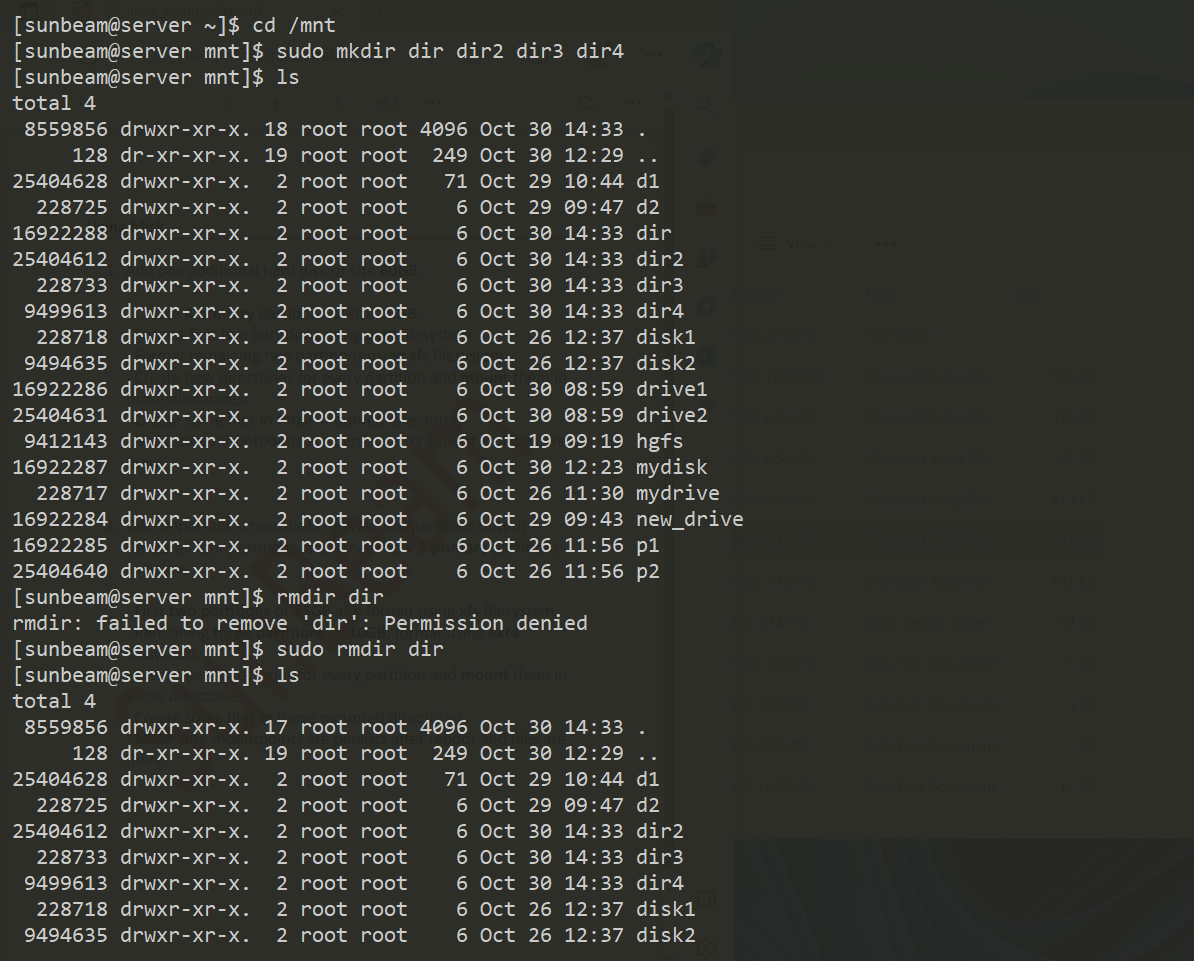 [sunbeam@server ~]$ cd /mnt
[sunbeam@server mnt]$ sudo mkdir dir dir2 dir3 dir4
[sunbeam@server mnt]$ ls
total 4
 8559856 drwxr-xr-x. 18 root root 4096 Oct 30 14:33 .
     128 dr-xr-xr-x. 19 root root  249 Oct 30 12:29 ..
25404628 drwxr-xr-x.  2 root root   71 Oct 29 10:44 d1
  228725 drwxr-xr-x.  2 root root    6 Oct 29 09:47 d2
16922288 drwxr-xr-x.  2 root root    6 Oct 30 14:33 dir
25404612 drwxr-xr-x.  2 root root    6 Oct 30 14:33 dir2
  228733 drwxr-xr-x.  2 root root    6 Oct 30 14:33 dir3
 9499613 drwxr-xr-x.  2 root root    6 Oct 30 14:33 dir4
  228718 drwxr-xr-x.  2 root root    6 Oct 26 12:37 disk1
 9494635 drwxr-xr-x.  2 root root    6 Oct 26 12:37 disk2
16922286 drwxr-xr-x.  2 root root    6 Oct 30 08:59 drive1
25404631 drwxr-xr-x.  2 root root    6 Oct 30 08:59 drive2
 9412143 drwxr-xr-x.  2 root root    6 Oct 19 09:19 hgfs
16922287 drwxr-xr-x.  2 root root    6 Oct 30 12:23 mydisk
  228717 drwxr-xr-x.  2 root root    6 Oct 26 11:30 mydrive
16922284 drwxr-xr-x.  2 root root    6 Oct 29 09:43 new_drive
16922285 drwxr-xr-x.  2 root root    6 Oct 26 11:56 p1
25404640 drwxr-xr-x.  2 root root    6 Oct 26 11:56 p2
[sunbeam@server mnt]$ rmdir dir
rmdir: failed to remove 'dir': Permission denied
[sunbeam@server mnt]$ sudo rmdir dir
[sunbeam@server mnt]$ ls
total 4
 8559856 drwxr-xr-x. 17 root root 4096 Oct 30 14:33 .
     128 dr-xr-xr-x. 19 root root  249 Oct 30 12:29 ..
25404628 drwxr-xr-x.  2 root root   71 Oct 29 10:44 d1
  228725 drwxr-xr-x.  2 root root    6 Oct 29 09:47 d2
25404612 drwxr-xr-x.  2 root root    6 Oct 30 14:33 dir2
  228733 drwxr-xr-x.  2 root root    6 Oct 30 14:33 dir3
 9499613 drwxr-xr-x.  2 root root    6 Oct 30 14:33 dir4
  228718 drwxr-xr-x.  2 root root    6 Oct 26 12:37 disk1
 9494635 drwxr-xr-x.  2 root root    6 Oct 26 12:37 disk2